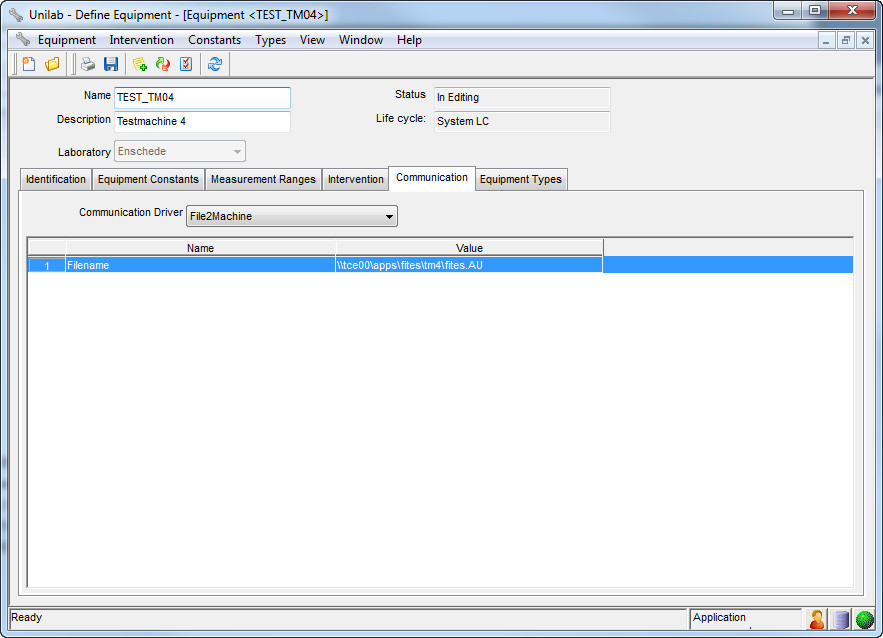 Unilab - Define Equipment - [Equipment <TEST_TM04>]
Equipment Intervention Constants Types View Window Help
Name TEST_TM04 Status In Editing
Description Testmachine 4 Life cycle: System LC
Laboratory Enschede
Identification Equipment Constants Measurement Ranges Intervention Communication Equipment Types
Communication Driver File2Machine
Name Value
1 Filename \\tce00\apps\fites\tm4\fites.AU
Ready Application